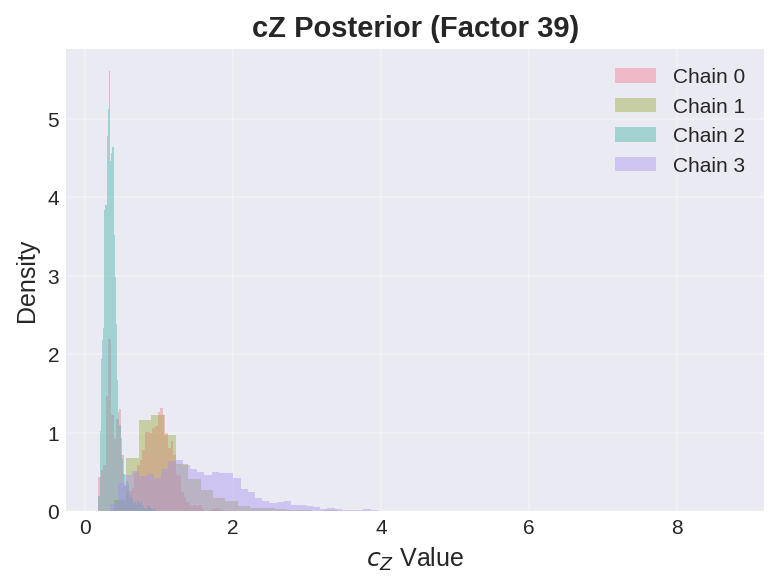 cZ Posterior (Factor 39)
Chain 0
Chain 1
Chain 2
Chain 3
Density
5
4
3
2
1
0
0 2 4 6 8
c_Z Value